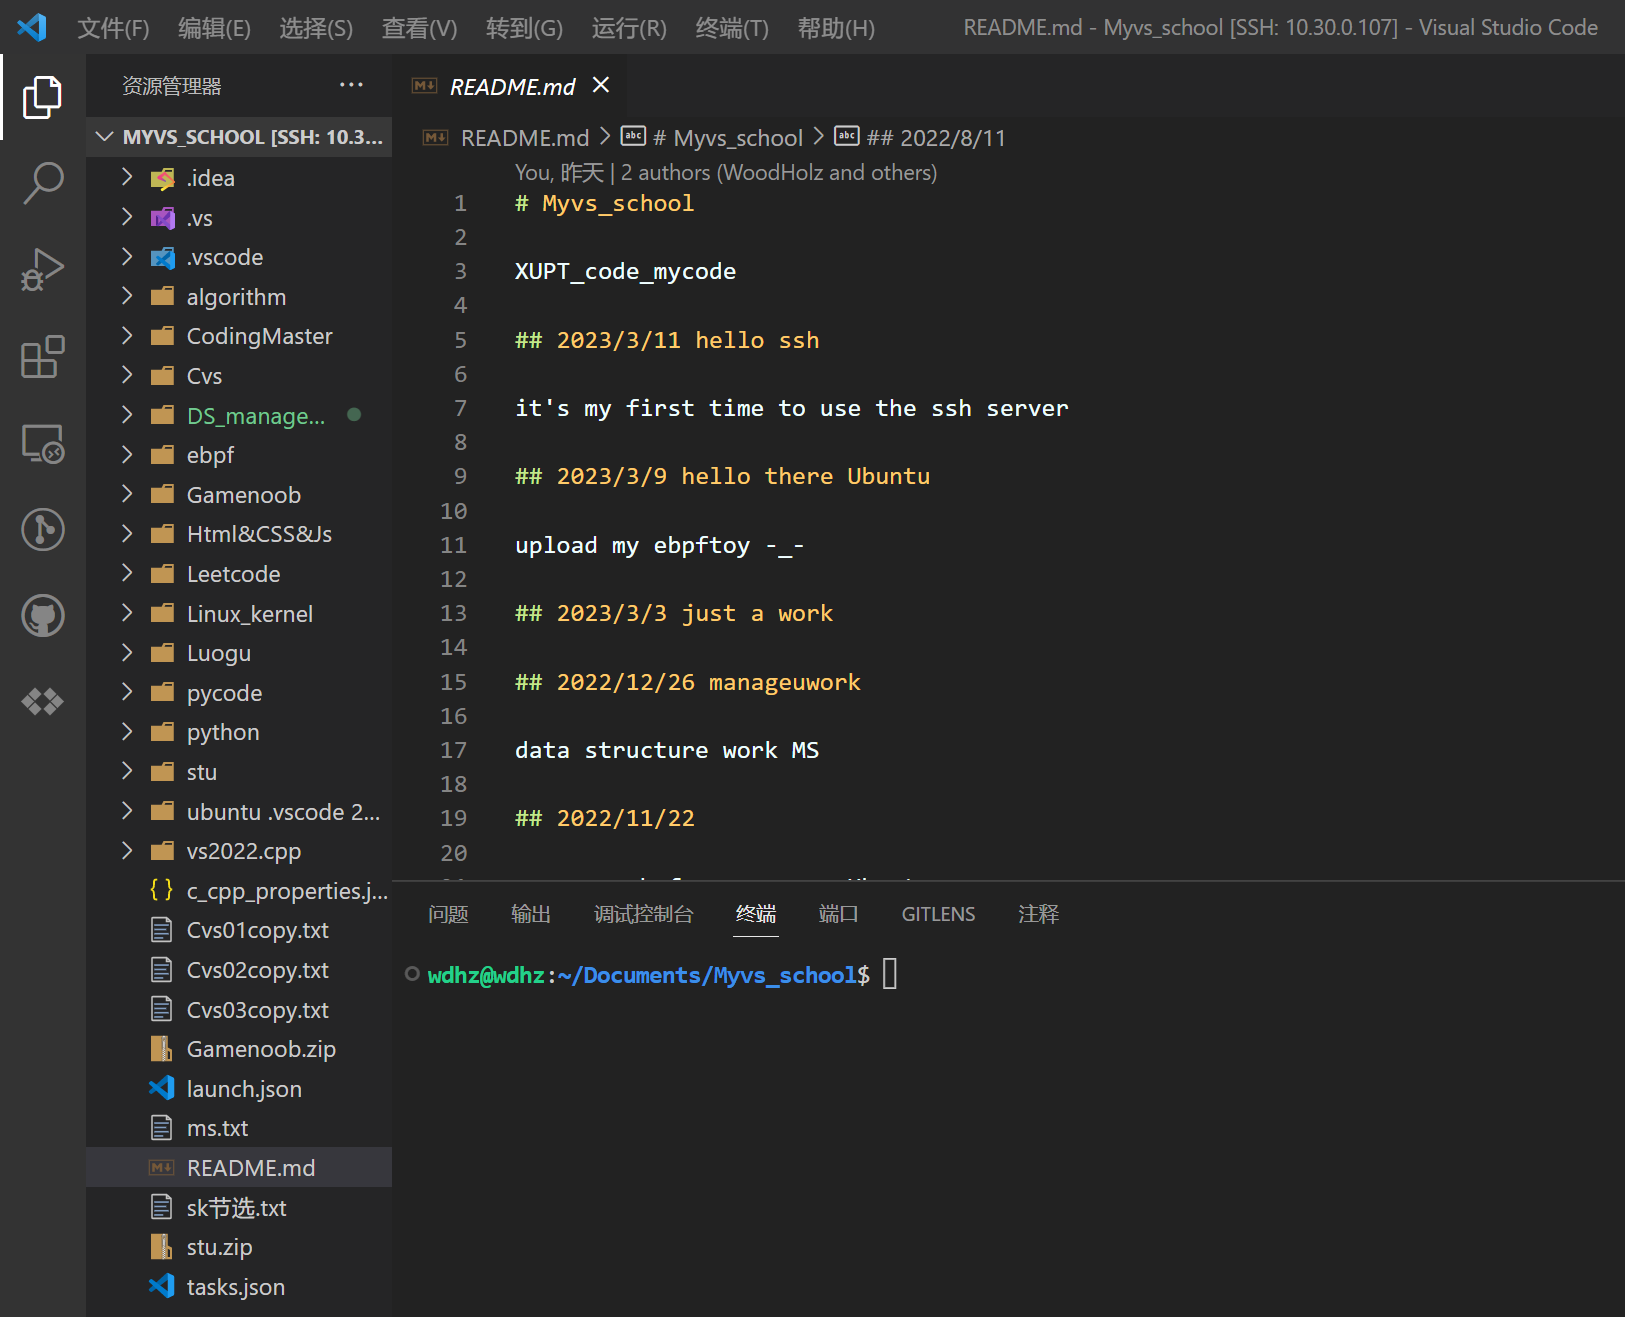 文件(F) 编辑(E) 选择(S) 查看(V) 转到(G) 运行(R) 终端(T) 帮助(H) README.md - Myvs_school [SSH: 10.30.0.107] - Visual Studio Code
资源管理器 ···
MYVS_SCHOOL [SSH: 10.3...
.idea
.vs
.vscode
algorithm
CodingMaster
Cvs
DS_manage...
ebpf
Gamenoob
Html&CSS&Js
Leetcode
Linux_kernel
Luogu
pycode
python
stu
ubuntu .vscode 2...
vs2022.cpp
c_cpp_properties.j...
Cvs01copy.txt
Cvs02copy.txt
Cvs03copy.txt
Gamenoob.zip
launch.json
ms.txt
README.md
sk节选.txt
stu.zip
tasks.json
README.md
README.md > # Myvs_school > ## 2022/8/11
You, 昨天 | 2 authors (WoodHolz and others)
1 # Myvs_school
2
3 XUPT_code_mycode
4
5 ## 2023/3/11 hello ssh
6
7 it's my first time to use the ssh server
8
9 ## 2023/3/9 hello there Ubuntu
10
11 upload my ebpftoy -_-
12
13 ## 2023/3/3 just a work
14
15 ## 2022/12/26 manageuwork
16
17 data structure work MS
18
19 ## 2022/11/22
20
问题 输出 调试控制台 终端 端口 GITLENS 注释
wdhz@wdhz:~/Documents/Myvs_school$